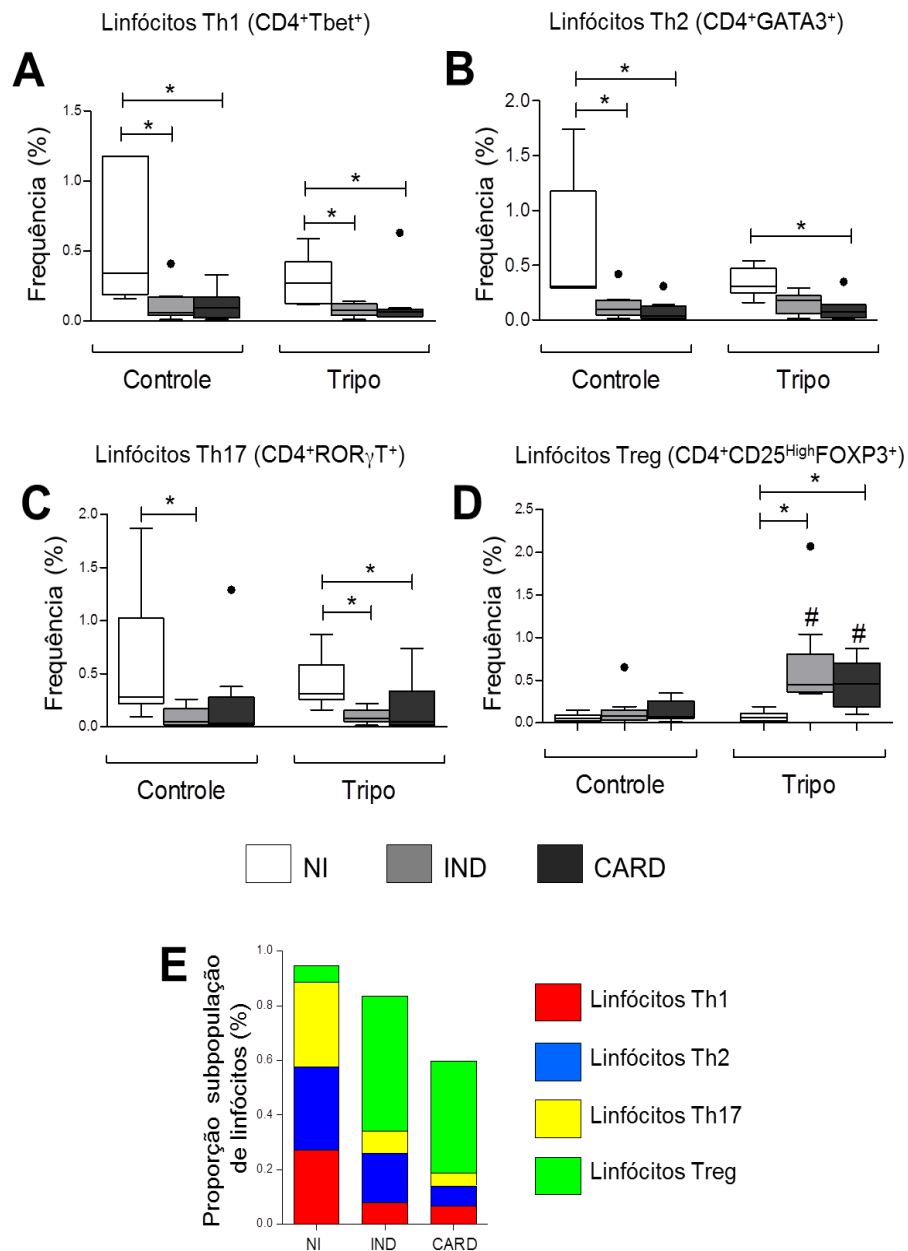 Linfócitos Th1 (CD4⁺Tbet⁺)
Linfócitos Th2 (CD4⁺GATA3⁺)
A
Frequência (%)
1.5
1.0
0.5
0.0
*
*
*
*
Controle
Tripo
B
Frequência (%)
2.0
1.5
1.0
0.5
0.0
*
*
*
Controle
Tripo
Linfócitos Th17 (CD4⁺RORγT⁺)
Linfócitos Treg (CD4⁺CD25ᴴⁱᵍʰFOXP3⁺)
C
Frequência (%)
2.0
1.5
1.0
0.5
0.0
*
*
*
Controle
Tripo
D
Frequência (%)
2.5
2.0
1.5
1.0
0.5
0.0
*
*
#
#
Controle
Tripo
NI
IND
CARD
E
Proporção subpopulação
de linfócitos (%)
1.0
0.8
0.6
0.4
0.2
0.0
NI
IND
CARD
Linfócitos Th1
Linfócitos Th2
Linfócitos Th17
Linfócitos Treg